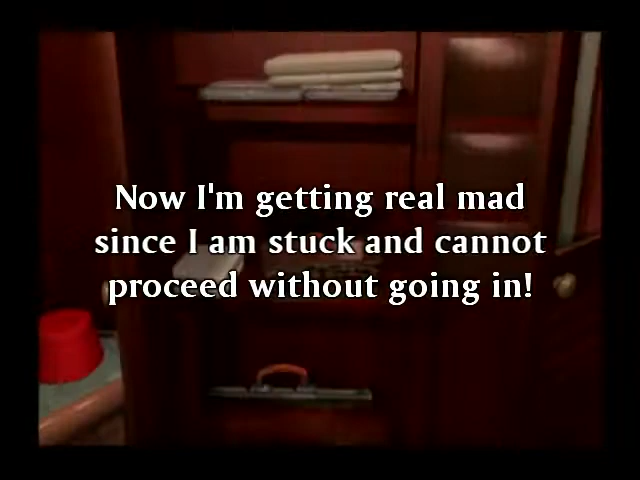 Now I'm getting real mad
since I am stuck and cannot
proceed without going in!